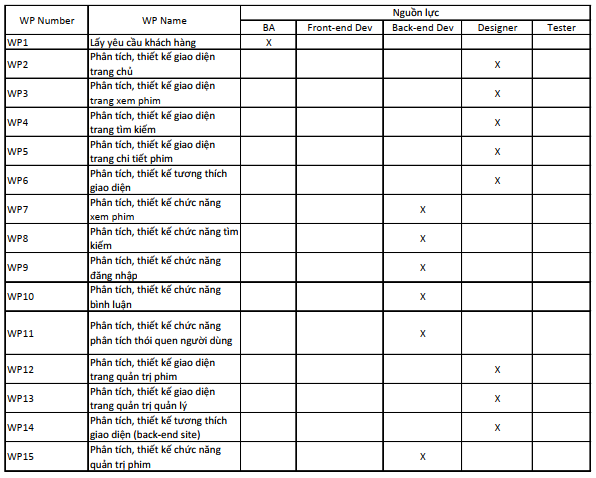 WP Number WP Name Nguồn lực
BA Front-end Dev Back-end Dev Designer Tester
WP1 Lấy yêu cầu khách hàng X
WP2 Phân tích, thiết kế giao diện
trang chủ X
WP3 Phân tích, thiết kế giao diện
trang xem phim X
WP4 Phân tích, thiết kế giao diện
trang tìm kiếm X
WP5 Phân tích, thiết kế giao diện
trang chi tiết phim X
WP6 Phân tích, thiết kế tương thích
giao diện X
WP7 Phân tích, thiết kế chức năng
xem phim X
WP8 Phân tích, thiết kế chức năng tìm
kiếm X
WP9 Phân tích, thiết kế chức năng
đăng nhập X
WP10 Phân tích, thiết kế chức năng
bình luận X
WP11 Phân tích, thiết kế chức năng
phân tích thói quen người dùng X
WP12 Phân tích, thiết kế giao diện
trang quản trị phim X
WP13 Phân tích, thiết kế giao diện
trang quản trị quản lý X
WP14 Phân tích, thiết kế tương thích
giao diện (back-end site) X
WP15 Phân tích, thiết kế chức năng
quản trị phim X